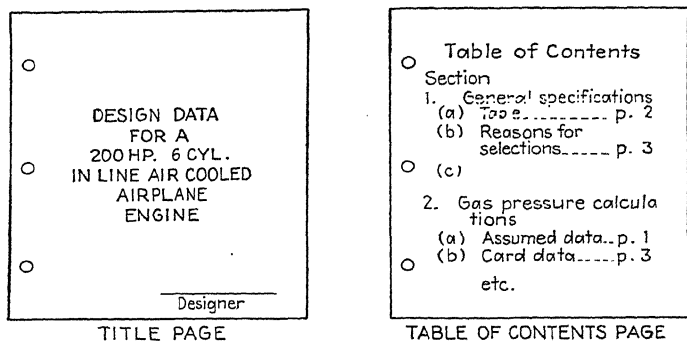 DESIGN DATA
FOR A
200 HP. 6 CYL.
IN LINE AIR COOLED
AIRPLANE
ENGINE
Designer
TITLE PAGE
Table of Contents
Section
1. General specifications
(a) .......... p. 2
(b) Reasons for
selections...... p. 3
(c)
2. Gas pressure calcula
tions
(a) Assumed data.. p. 1
(b) Card data..... p. 3
etc.
TABLE OF CONTENTS PAGE